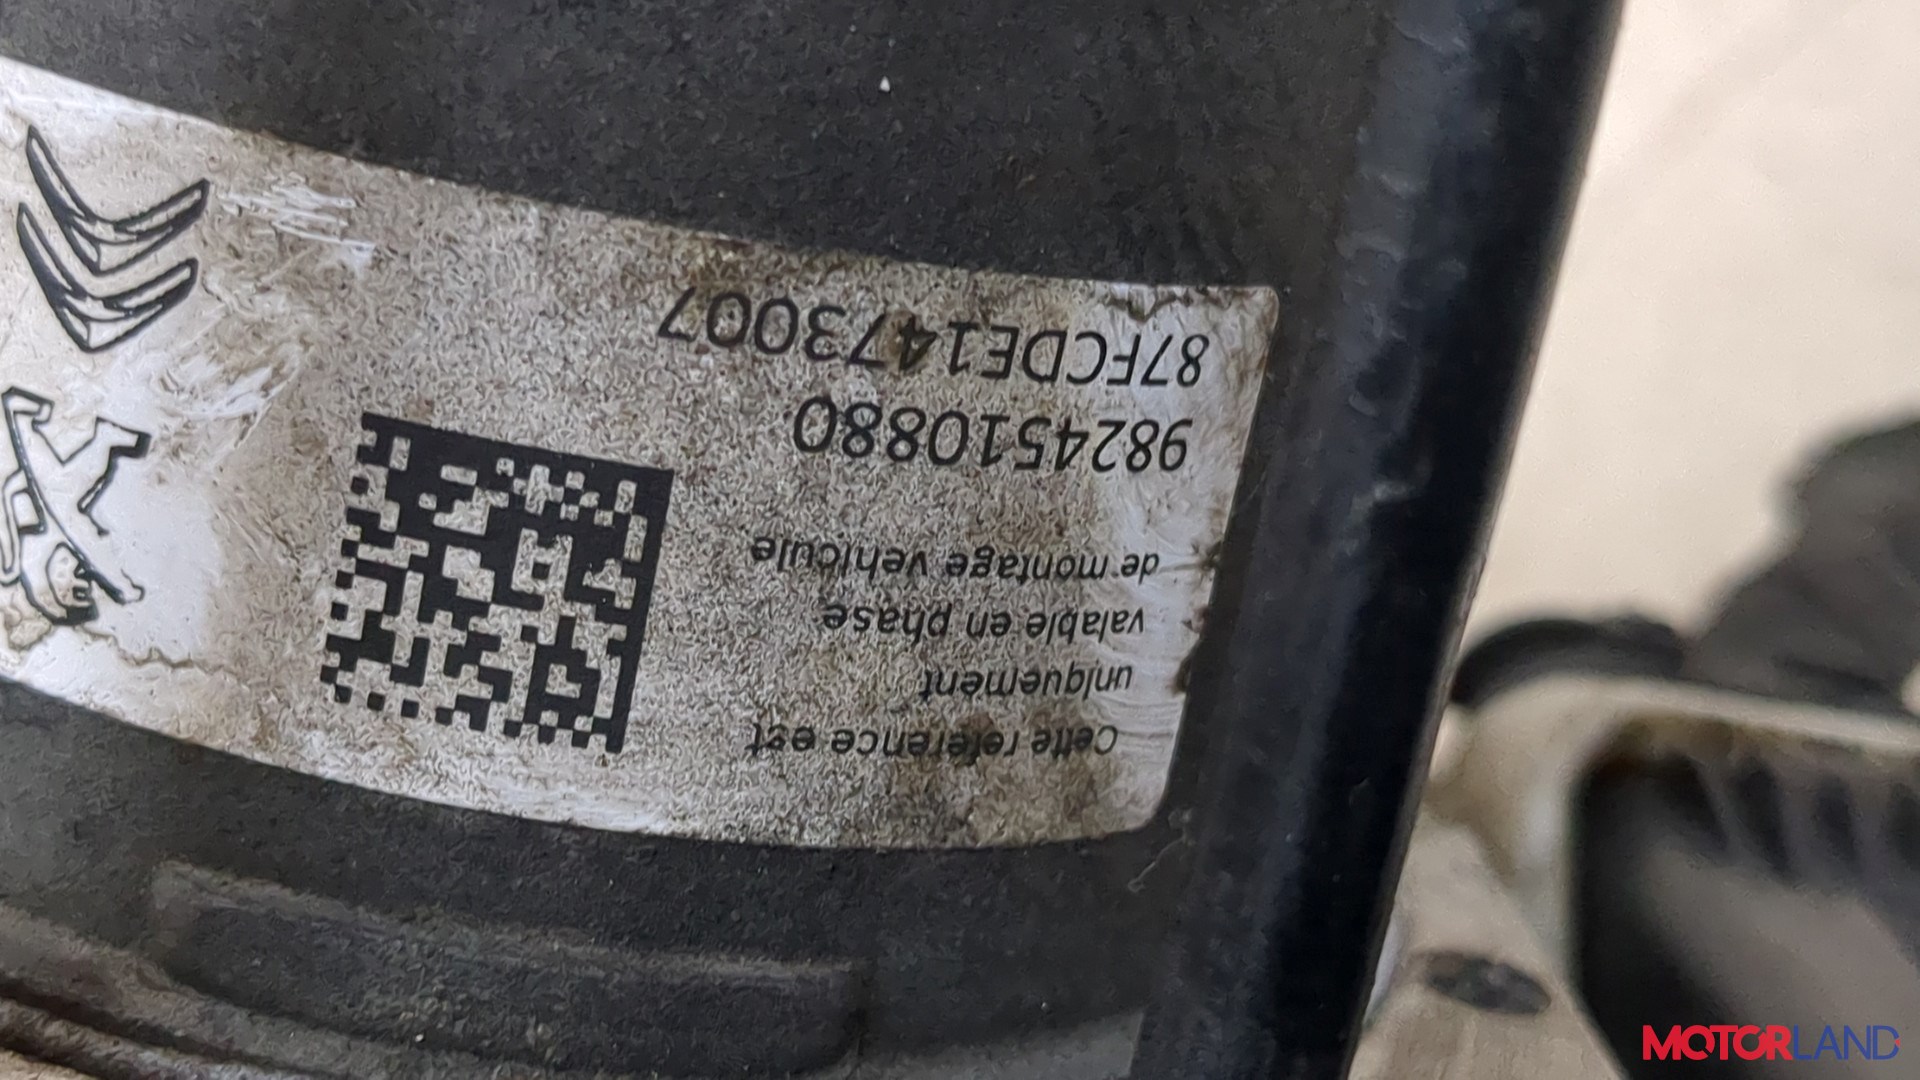 Cette reference est
uniquement
valable en phase
de montage vehicule
9824510880
87FCDE1473007
MOTORLAND